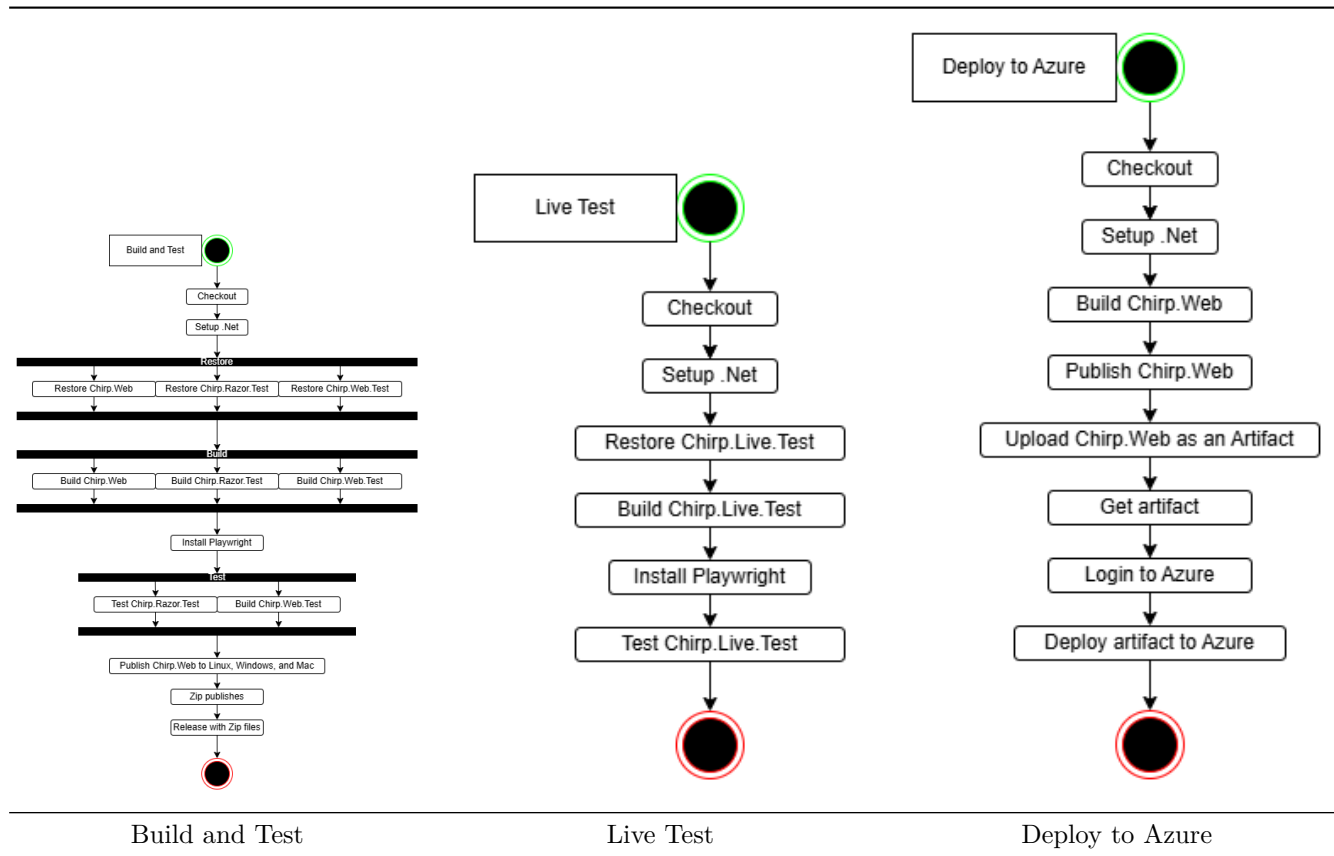 Build and Test
Checkout
Setup .Net
Restore
Restore Chirp.Web
Restore Chirp.Razor.Test
Restore Chirp.Web.Test
Build
Build Chirp.Web
Build Chirp.Razor.Test
Build Chirp.Web.Test
Install Playwright
Test
Test Chirp.Razor.Test
Build Chirp.Web.Test
Publish Chirp.Web to Linux, Windows, and Mac
Zip publishes
Release with Zip files
Live Test
Checkout
Setup .Net
Restore Chirp.Live.Test
Build Chirp.Live.Test
Install Playwright
Test Chirp.Live.Test
Deploy to Azure
Checkout
Setup .Net
Build Chirp.Web
Publish Chirp.Web
Upload Chirp.Web as an Artifact
Get artifact
Login to Azure
Deploy artifact to Azure
Build and Test
Live Test
Deploy to Azure